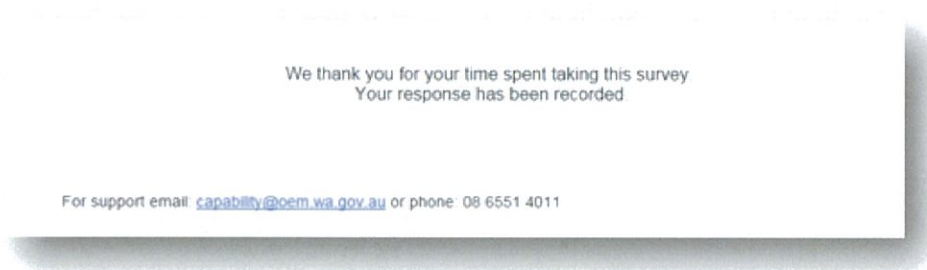 We thank you for your time spent taking this survey.
Your response has been recorded.
For support email: capability@oem.wa.gov.au or phone: 08 6551 4011